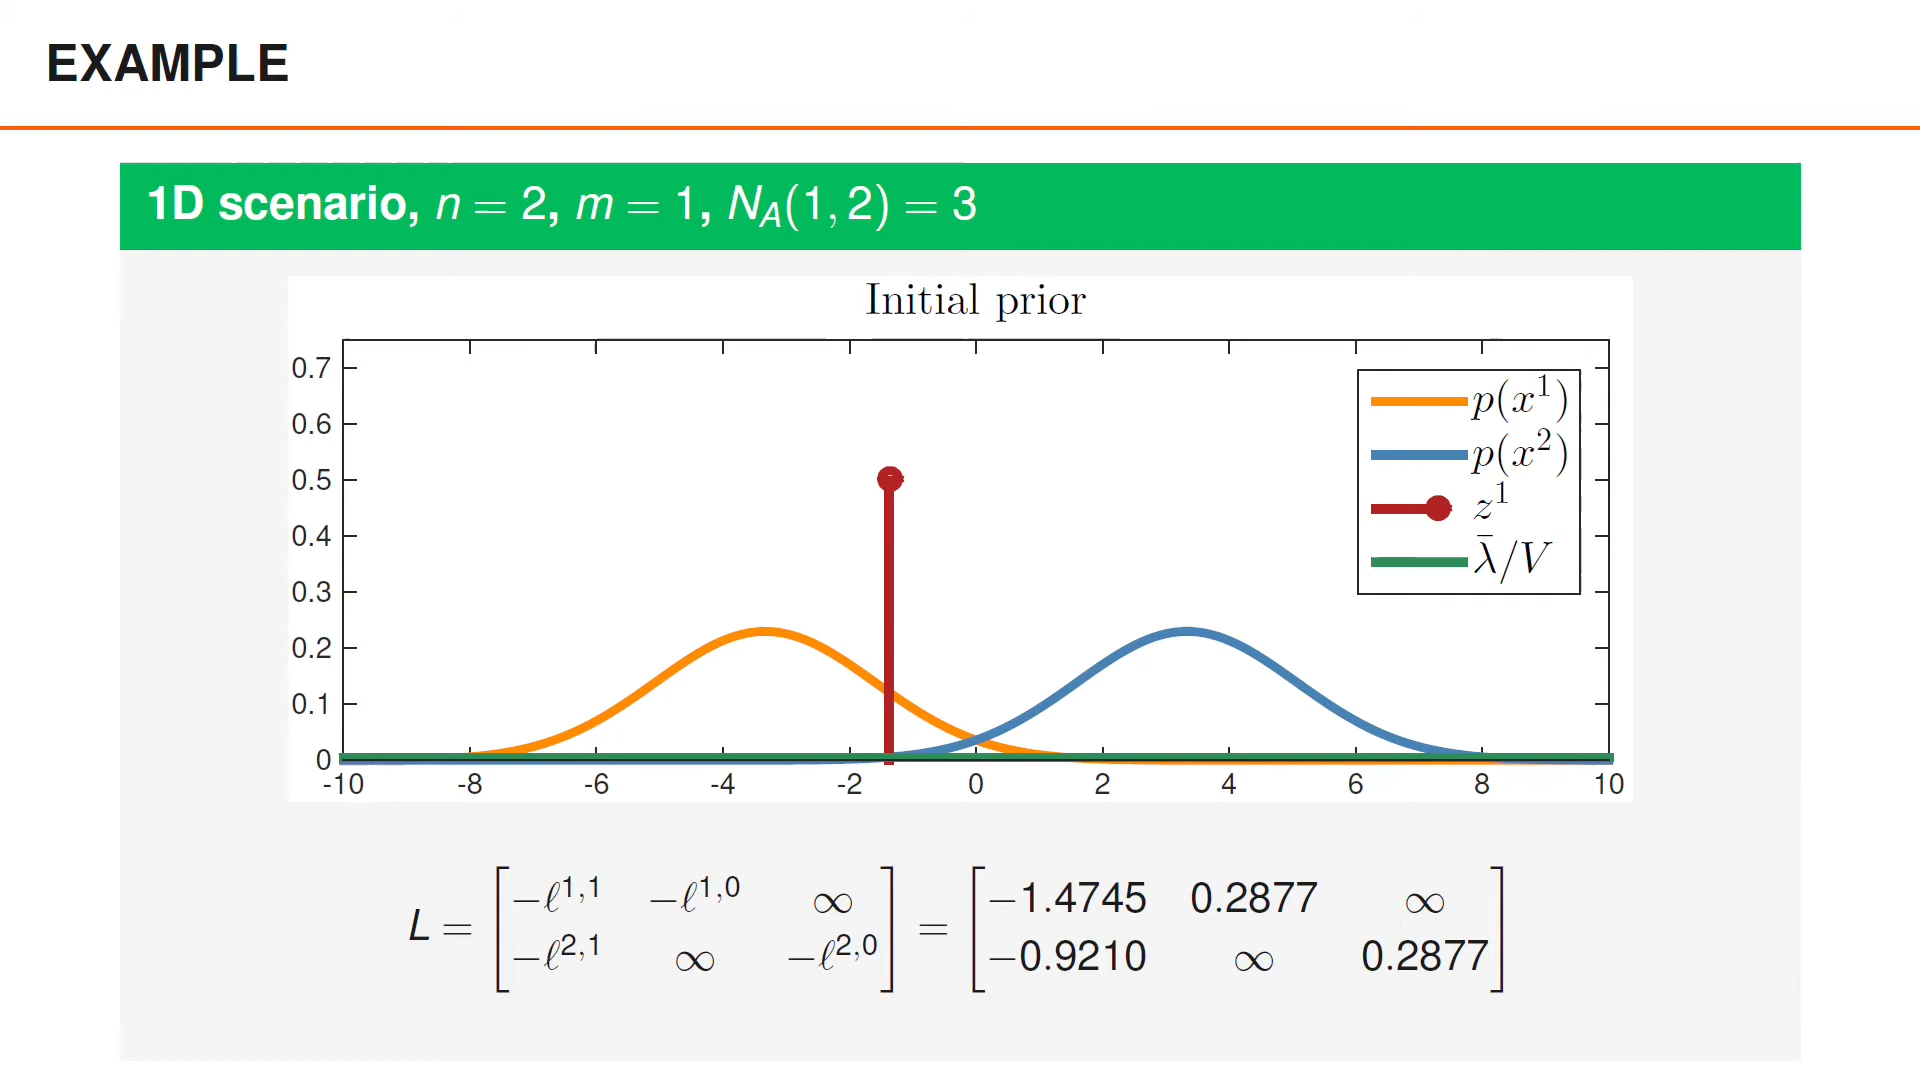 EXAMPLE
1D scenario, n = 2, m = 1, N_A(1, 2) = 3
Initial prior
0.7
0.6
0.5
0.4
0.3
0.2
0.1
0
-10 -8 -6 -4 -2 0 2 4 6 8 10
p(x¹)
p(x²)
z¹
λ̄/V
L = [ −ℓ^{1,1} −ℓ^{1,0} ∞ ; −ℓ^{2,1} ∞ −ℓ^{2,0} ] = [ −1.4745 0.2877 ∞ ; −0.9210 ∞ 0.2877 ]